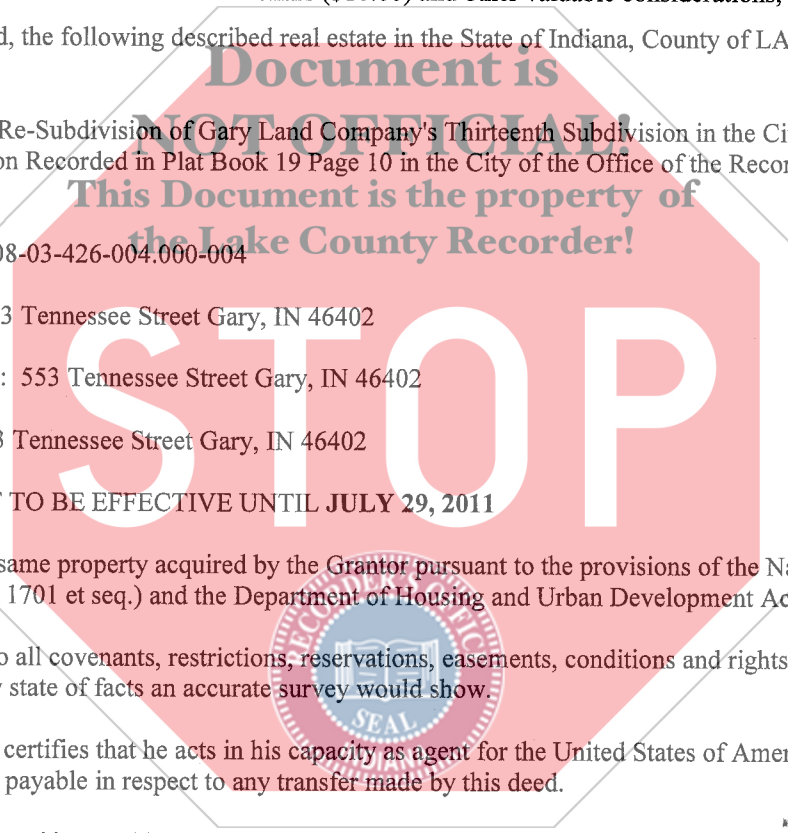 d, the following described real estate in the State of Indiana, County of LA
Document is
NOT OFFICIAL!
Re-Subdivision of Gary Land Company's Thirteenth Subdivision in the Ci
on Recorded in Plat Book 19 Page 10 in the City of the Office of the Recor
This Document is the property of
the Lake County Recorder!
08-03-426-004.000-004
3 Tennessee Street Gary, IN 46402
STOP
: 553 Tennessee Street Gary, IN 46402
3 Tennessee Street Gary, IN 46402
TO BE EFFECTIVE UNTIL JULY 29, 2011
same property acquired by the Grantor pursuant to the provisions of the Na
1701 et seq.) and the Department of Housing and Urban Development Ac
RECORDER'S OFFICE
o all covenants, restrictions, reservations, easements, conditions and rights
y state of facts an accurate survey would show.
SEAL
INDIANA
certifies that he acts in his capacity as agent for the United States of Amer
payable in respect to any transfer made by this deed.